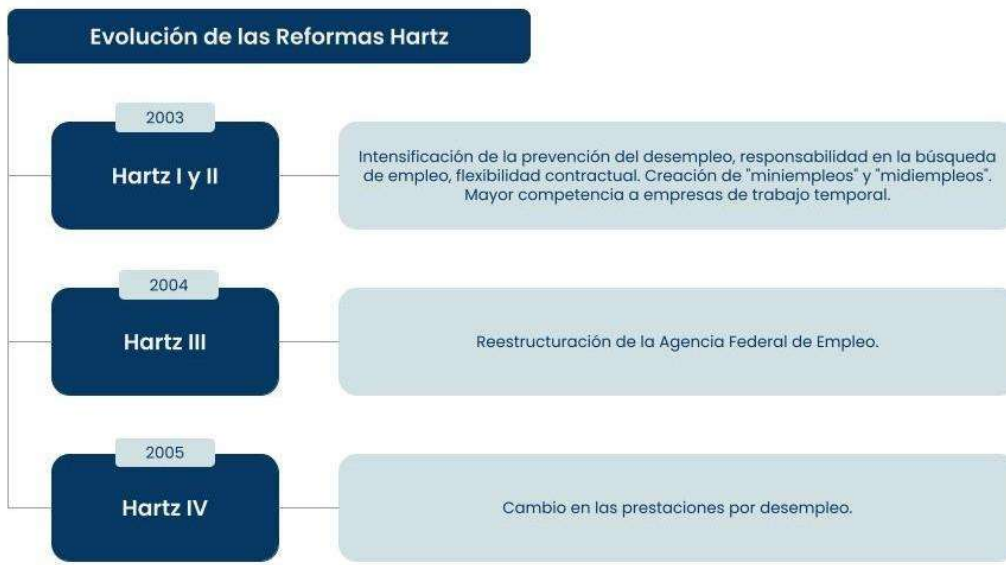 Evolución de las Reformas Hartz
2003
Hartz I y II
Intensificación de la prevención del desempleo, responsabilidad en la búsqueda
de empleo, flexibilidad contractual. Creación de "miniempleos" y "midiempleos".
Mayor competencia a empresas de trabajo temporal.
2004
Hartz III
Reestructuración de la Agencia Federal de Empleo.
2005
Hartz IV
Cambio en las prestaciones por desempleo.